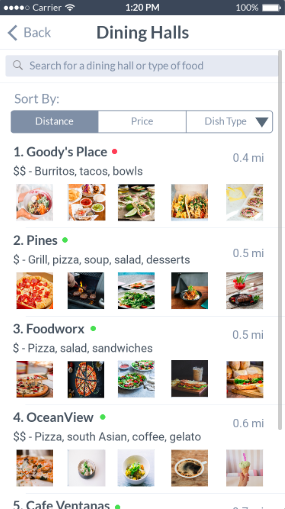 Carrier 1:20 PM 100%
Back Dining Halls
Search for a dining hall or type of food
Sort By:
Distance Price Dish Type
1. Goody's Place
0.4 mi
$$ - Burritos, tacos, bowls
2. Pines
0.5 mi
$ - Grill, pizza, soup, salad, desserts
3. Foodworx
0.5 mi
$ - Pizza, salad, sandwiches
4. OceanView
0.6 mi
$$ - Pizza, south Asian, coffee, gelato
5. Cafe Ventanas
0.7 mi